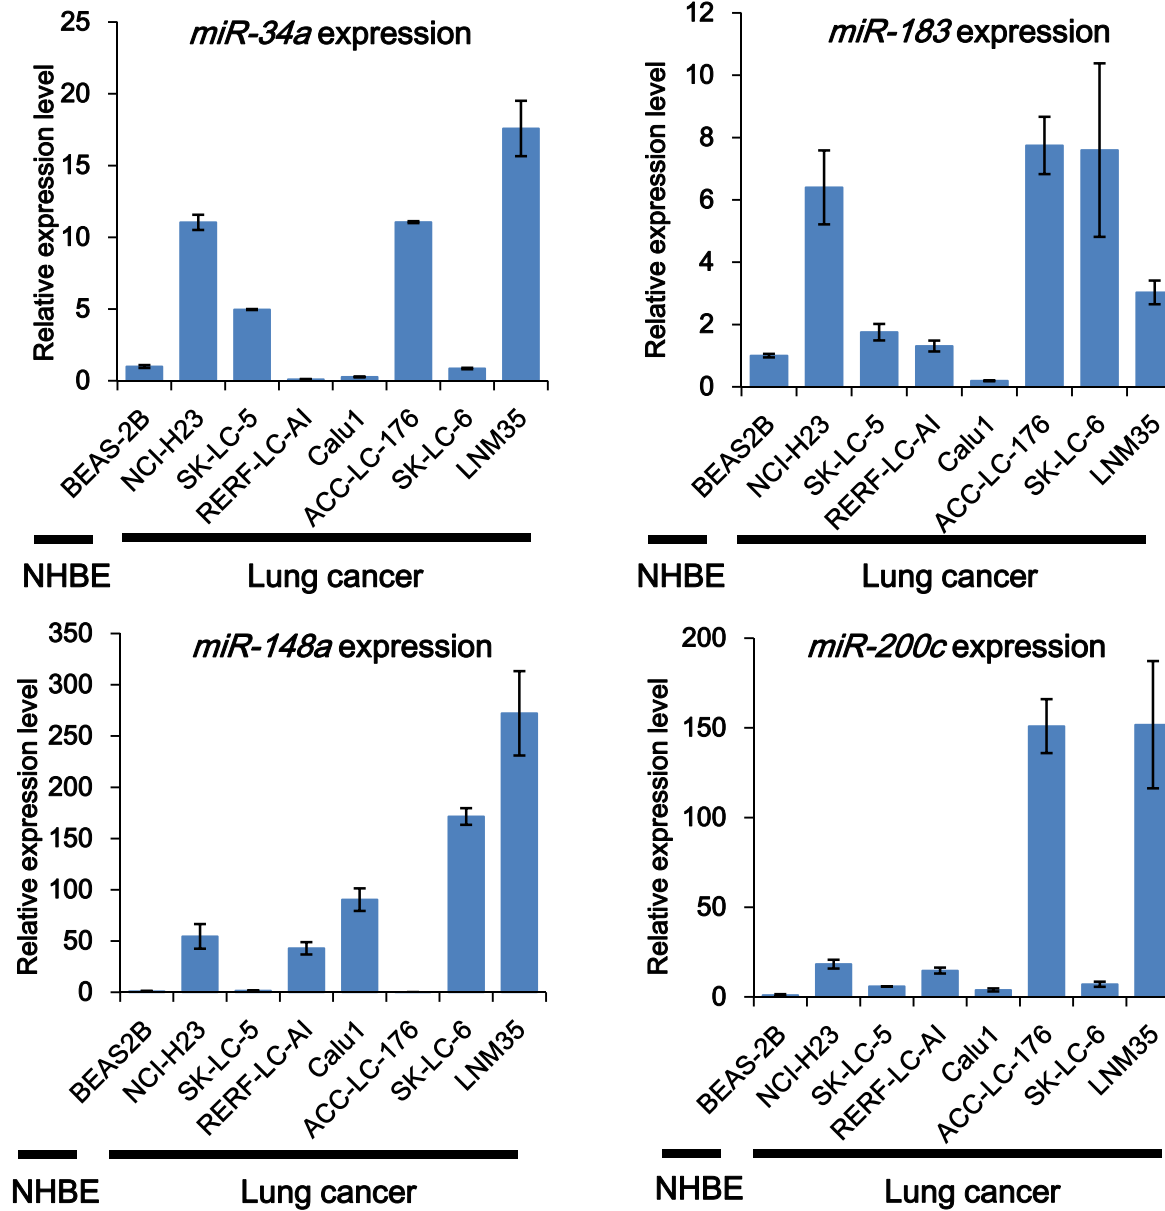 miR-34a expression
Relative expression level
25
20
15
10
5
0
BEAS-2B
NCI-H23
SK-LC-5
RERF-LC-AI
Calu1
ACC-LC-176
SK-LC-6
LNM35
NHBE
Lung cancer
miR-183 expression
Relative expression level
12
10
8
6
4
2
0
BEAS2B
NCI-H23
SK-LC-5
RERF-LC-AI
Calu1
ACC-LC-176
SK-LC-6
LNM35
NHBE
Lung cancer
miR-148a expression
Relative expression level
350
300
250
200
150
100
50
0
BEAS2B
NCI-H23
SK-LC-5
RERF-LC-AI
Calu1
ACC-LC-176
SK-LC-6
LNM35
NHBE
Lung cancer
miR-200c expression
Relative expression level
200
150
100
50
0
BEAS-2B
NCI-H23
SK-LC-5
RERF-LC-AI
Calu1
ACC-LC-176
SK-LC-6
LNM35
NHBE
Lung cancer